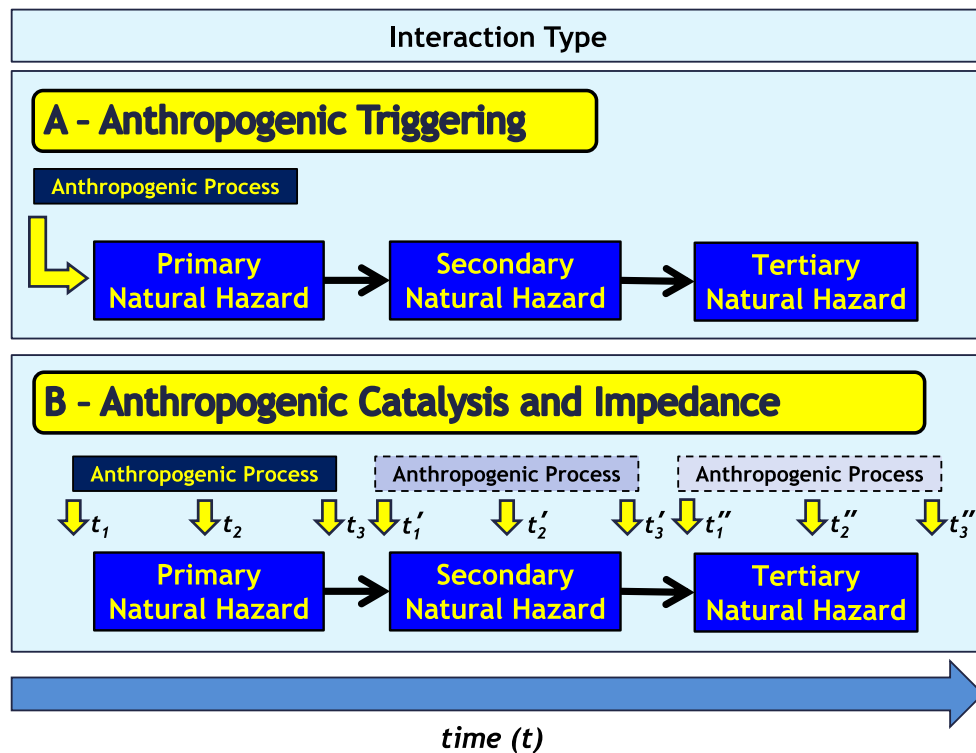 Interaction Type
A – Anthropogenic Triggering
Anthropogenic Process
Primary
Natural Hazard
Secondary
Natural Hazard
Tertiary
Natural Hazard
B – Anthropogenic Catalysis and Impedance
Anthropogenic Process
Anthropogenic Process
Anthropogenic Process
t₁ t₂ t₃ t₁′ t₂′ t₃′ t₁″ t₂″ t₃″
Primary
Natural Hazard
Secondary
Natural Hazard
Tertiary
Natural Hazard
time (t)